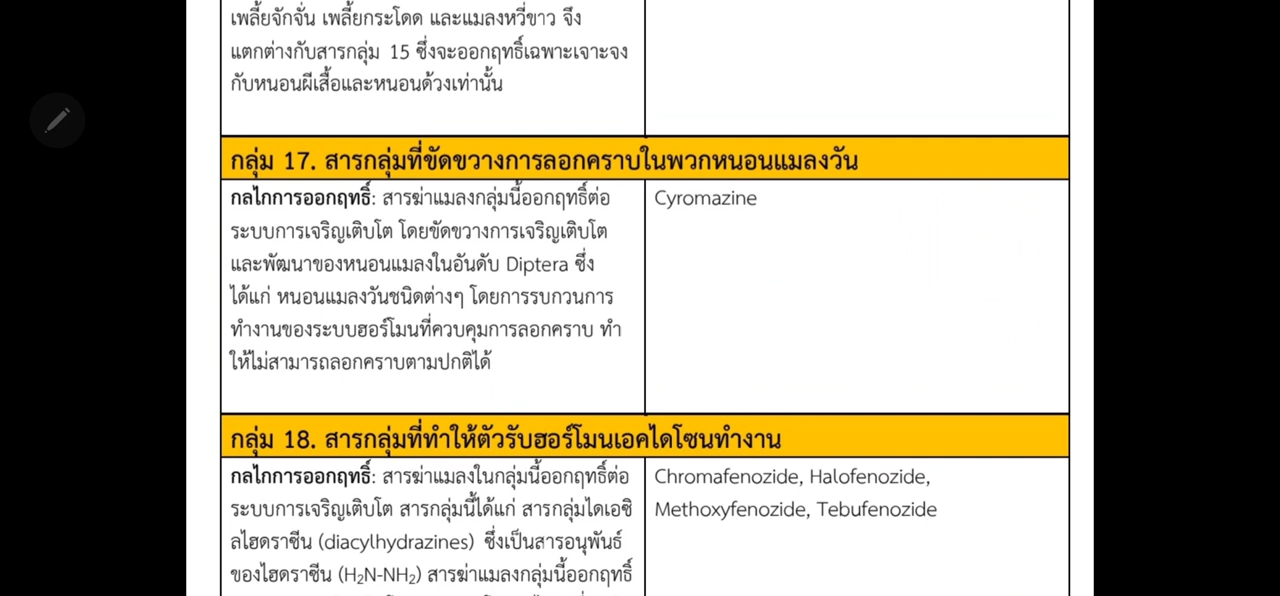 เพลี้ยจักจั่น เพลี้ยกระโดด และแมลงหวี่ขาว จึง
แตกต่างกับสารกลุ่ม 15 ซึ่งจะออกฤทธิ์เฉพาะเจาะจง
กับหนอนผีเสื้อและหนอนด้วงเท่านั้น
กลุ่ม 17. สารกลุ่มที่ขัดขวางการลอกคราบในพวกหนอนแมลงวัน
กลไกการออกฤทธิ์: สารฆ่าแมลงกลุ่มนี้ออกฤทธิ์ต่อ
ระบบการเจริญเติบโต โดยขัดขวางการเจริญเติบโต
และพัฒนาของหนอนแมลงในอันดับ Diptera ซึ่ง
ได้แก่ หนอนแมลงวันชนิดต่างๆ โดยการรบกวนการ
ทำงานของระบบฮอร์โมนที่ควบคุมการลอกคราบ ทำ
ให้ไม่สามารถลอกคราบตามปกติได้
Cyromazine
กลุ่ม 18. สารกลุ่มที่ทำให้ตัวรับฮอร์โมนเอคไดโซนทำงาน
กลไกการออกฤทธิ์: สารฆ่าแมลงในกลุ่มนี้ออกฤทธิ์ต่อ
ระบบการเจริญเติบโต สารกลุ่มนี้ได้แก่ สารกลุ่มไดเอซิ
ลไฮดราซีน (diacylhydrazines) ซึ่งเป็นสารอนุพันธ์
ของไฮดราซีน (H₂N-NH₂) สารฆ่าแมลงกลุ่มนี้ออกฤทธิ์
Chromafenozide, Halofenozide,
Methoxyfenozide, Tebufenozide